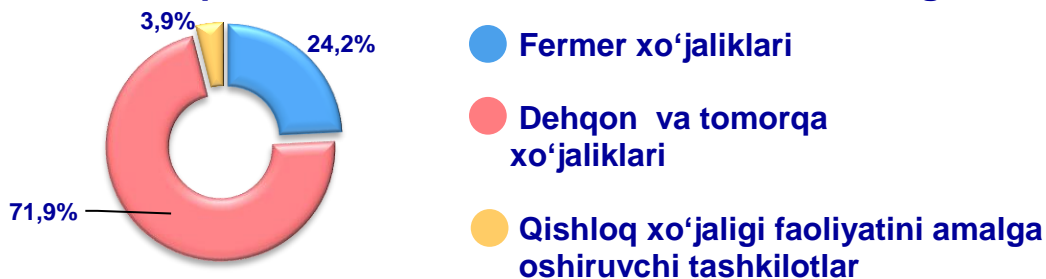 3,9%
24,2%
71,9%
Fermer xo‘jaliklari
Dehqon va tomorqa
xo‘jaliklari
Qishloq xo‘jaligi faoliyatini amalga
oshiruvchi tashkilotlar